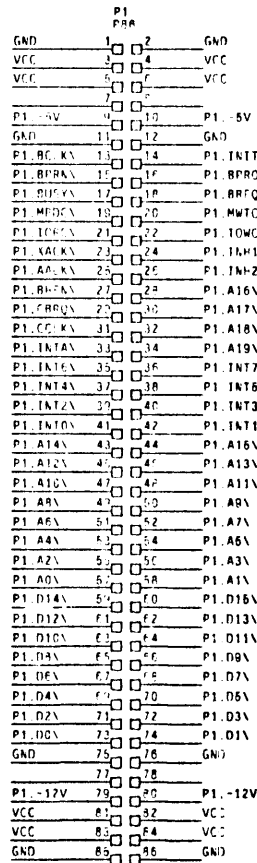 P1
P86
GND 1 2 GND
VCC 3 4 VCC
VCC 5 6 VCC
7 8
P1.-5V 9 10 P1.-5V
GND 11 12 GND
P1.BCLK\ 13 14 P1.INIT
P1.BPRN\ 15 16 P1.BPRO
P1.BUSY\ 17 18 P1.BREQ
P1.MRDC\ 19 20 P1.MWTC
P1.IORC\ 21 22 P1.IOWC
P1.XACK\ 23 24 P1.INH1
P1.AACK\ 25 26 P1.INH2
P1.BHEN\ 27 28 P1.A16\
P1.CBRQ\ 29 30 P1.A17\
P1.CCLK\ 31 32 P1.A18\
P1.INTA\ 33 34 P1.A19\
P1.INT6\ 35 36 P1.INT7
P1.INT4\ 37 38 P1.INT5
P1.INT2\ 39 40 P1.INT3
P1.INT0\ 41 42 P1.INT1
P1.A14\ 43 44 P1.A15\
P1.A12\ 45 46 P1.A13\
P1.A10\ 47 48 P1.A11\
P1.A8\ 49 50 P1.A9\
P1.A6\ 51 52 P1.A7\
P1.A4\ 53 54 P1.A5\
P1.A2\ 55 56 P1.A3\
P1.A0\ 57 58 P1.A1\
P1.D14\ 59 60 P1.D15\
P1.D12\ 61 62 P1.D13\
P1.D10\ 63 64 P1.D11\
P1.D8\ 65 66 P1.D9\
P1.D6\ 67 68 P1.D7\
P1.D4\ 69 70 P1.D5\
P1.D2\ 71 72 P1.D3\
P1.D0\ 73 74 P1.D1\
GND 75 76 GND
77 78
P1.-12V 79 80 P1.-12V
VCC 81 82 VCC
VCC 83 84 VCC
GND 85 86 GND